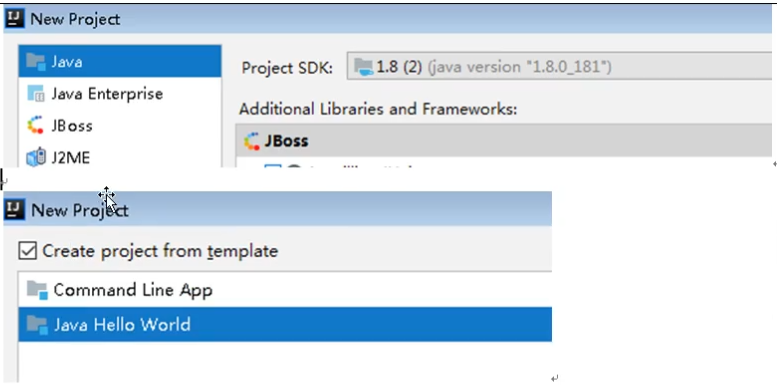 New Project
Java
Project SDK: 1.8 (2) (java version "1.8.0_181")
Java Enterprise
Additional Libraries and Frameworks:
JBoss
JBoss
J2ME
New Project
Create project from template
Command Line App
Java Hello World